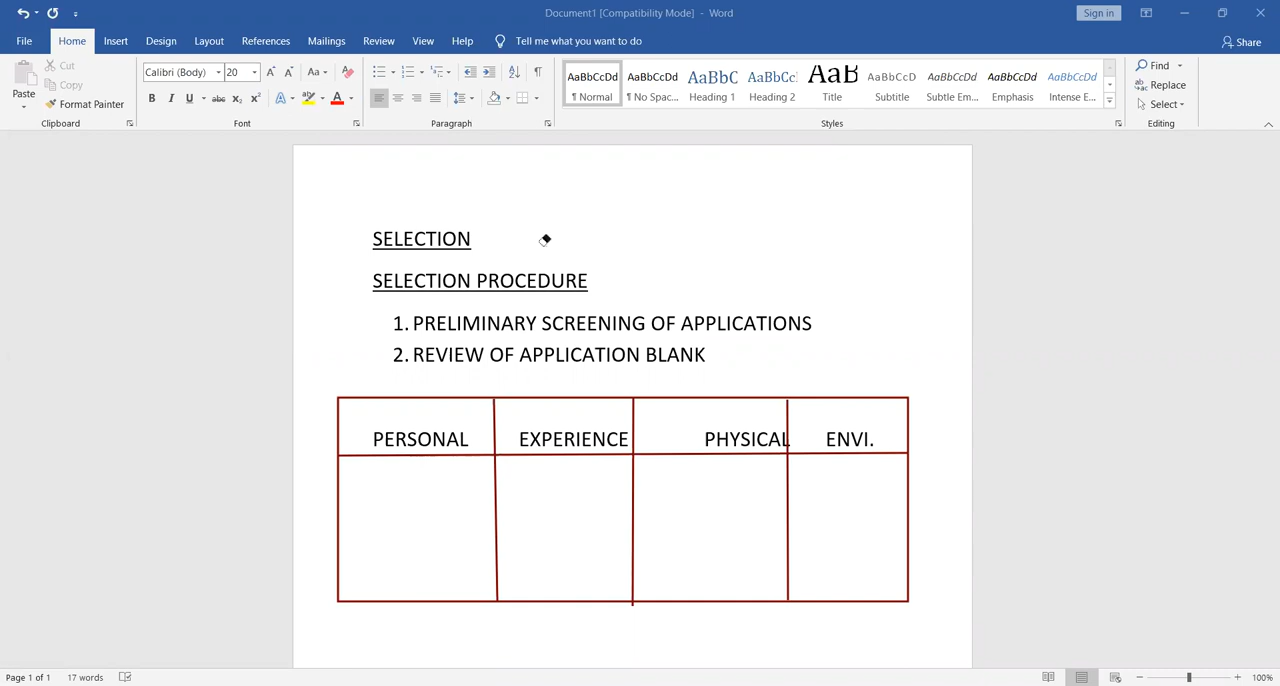 Document1 [Compatibility Mode] - Word
Sign in
File Home Insert Design Layout References Mailings Review View Help Tell me what you want to do Share
Paste
Cut
Copy
Format Painter
Clipboard
Calibri (Body) 20
Aa
B I U abc x₂ x² A A
Font
Paragraph
AaBbCcDd AaBbCcDd AaBbC AaBbCc AaB AaBbCcD AaBbCcDd AaBbCcDd AaBbCcDd
¶ Normal ¶ No Spac... Heading 1 Heading 2 Title Subtitle Subtle Em... Emphasis Intense E...
Styles
Find
Replace
Select
Editing
SELECTION
SELECTION PROCEDURE
1. PRELIMINARY SCREENING OF APPLICATIONS
2. REVIEW OF APPLICATION BLANK
PERSONAL EXPERIENCE PHYSICAL ENVI.
Page 1 of 1 17 words 100%